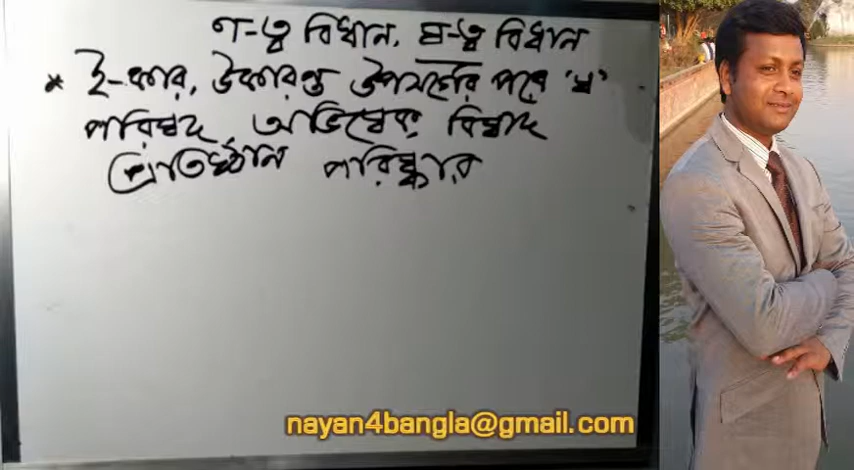 ণ-ত্ব বিধান, ষ-ত্ব বিধান
* ই-কার, উকারান্ত উপসর্গের পরে 'ষ'
পরিষদ অভিষেক বিষাদ
প্রতিষ্ঠান পরিষ্কার
nayan4bangla@gmail.com